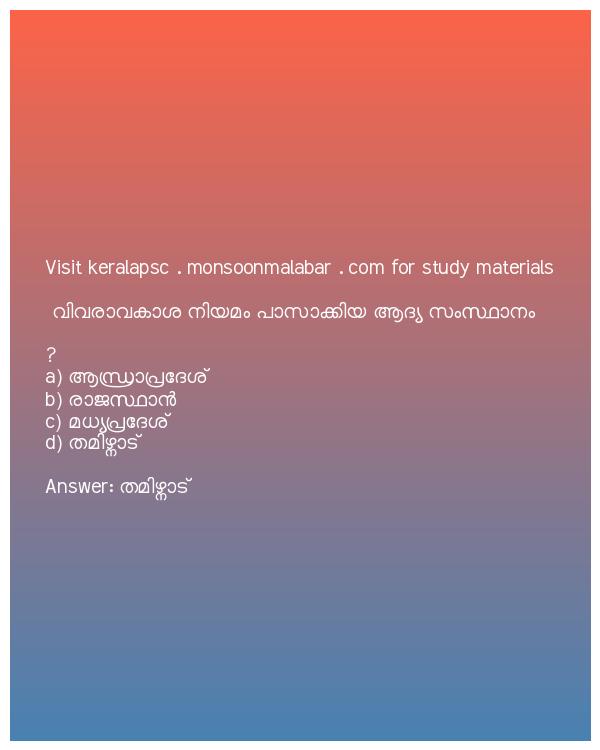 Visit keralapsc . monsoonmalabar . com for study materials
വിവരാവകാശ നിയമം പാസാക്കിയ ആദ്യ സംസ്ഥാനം
?
a) ആന്ധ്രാപ്രദേശ്
b) രാജസ്ഥാൻ
c) മധ്യപ്രദേശ്
d) തമിഴ്നാട്
Answer: തമിഴ്നാട്